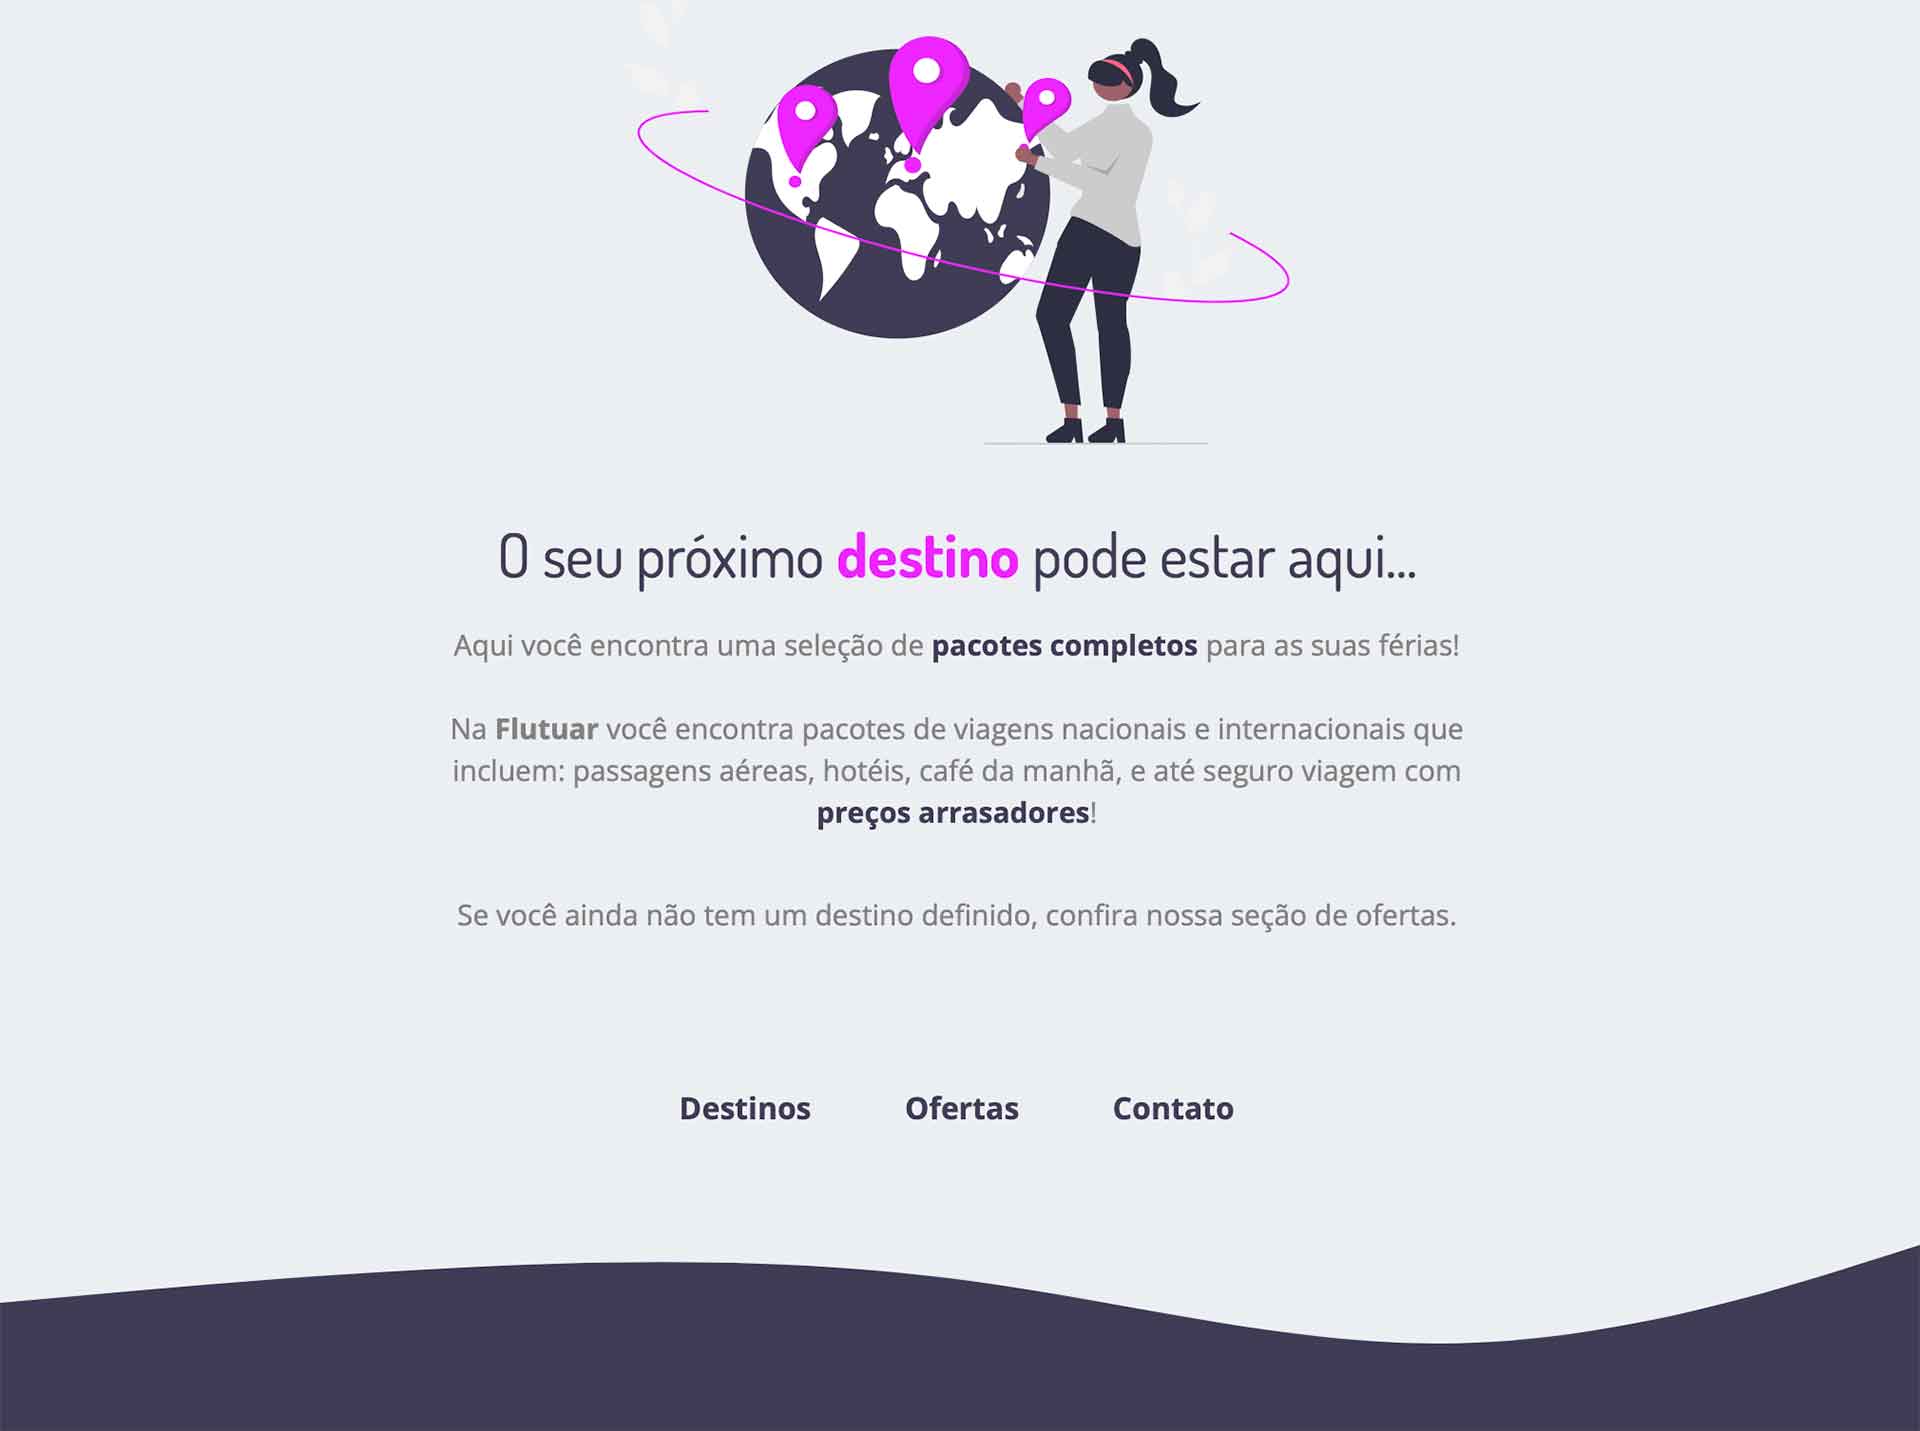 O seu próximo destino pode estar aqui...
Aqui você encontra uma seleção de pacotes completos para as suas férias!
Na Flutuar você encontra pacotes de viagens nacionais e internacionais que
incluem: passagens aéreas, hotéis, café da manhã, e até seguro viagem com
preços arrasadores!
Se você ainda não tem um destino definido, confira nossa seção de ofertas.
Destinos Ofertas Contato